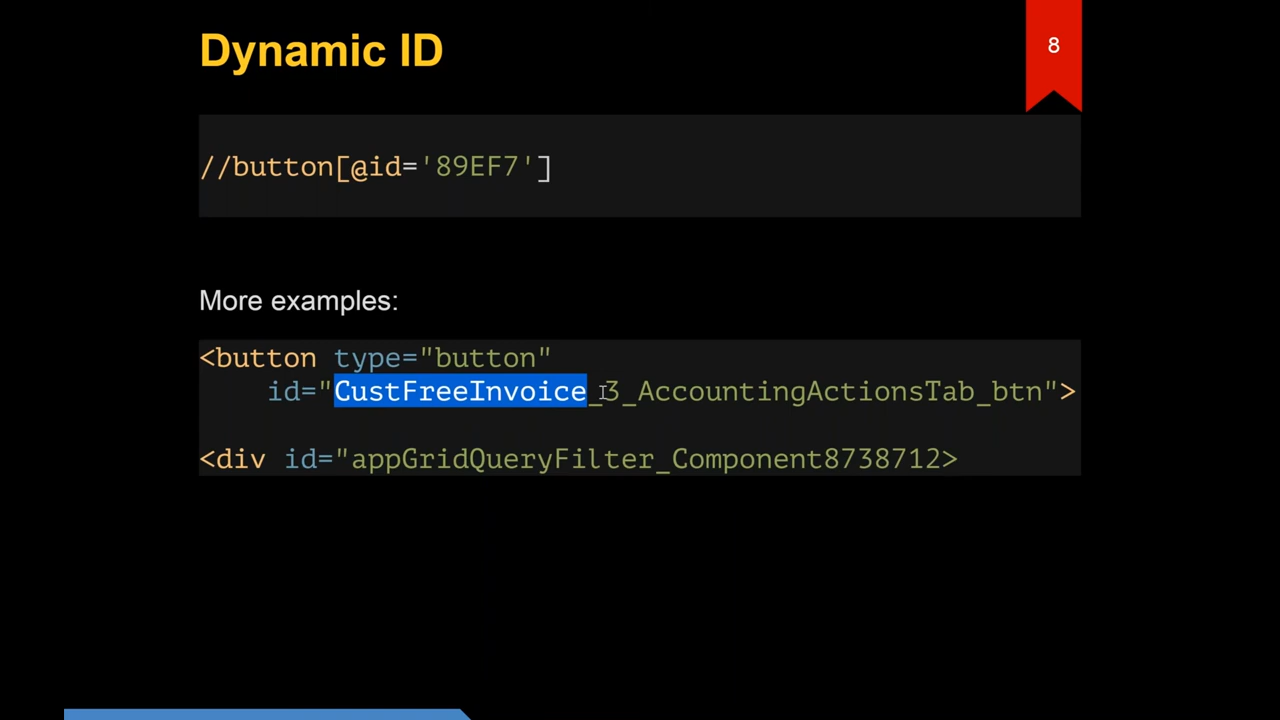 Dynamic ID
8
//button[@id='89EF7']
More examples:
<button type="button"
id="CustFreeInvoice_3_AccountingActionsTab_btn">
<div id="appGridQueryFilter_Component8738712>